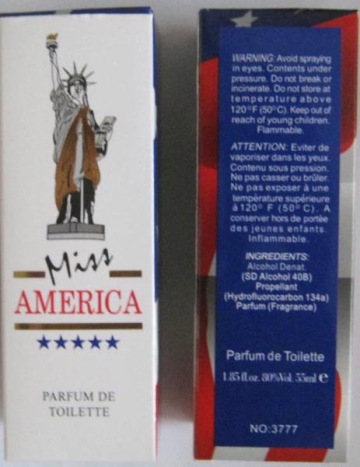 Miss
AMERICA
PARFUM DE
TOILETTE
WARNING: Avoid spraying
in eyes. Contents under
pressure. Do not break or
incinerate. Do not store at
temperature above
120°F (50°C). Keep out of
reach of young children.
Flammable.
ATTENTION: Eviter de
vaporiser dans les yeux.
Contenu sous pression.
Ne pas casser ou brûler.
Ne pas exposer à une
température supérieure
à 120° F (50°C). A
conserver hors de portée
des jeunes enfants.
Inflammable.
INGREDIENTS:
Alcohol Denat.
(SD Alcohol 40B)
Propellant
(Hydrofluorocarbon 134a)
Parfum (Fragrance)
Parfum de Toilette
1.85 fl.oz. 80%Vol. 55ml e
NO:3777